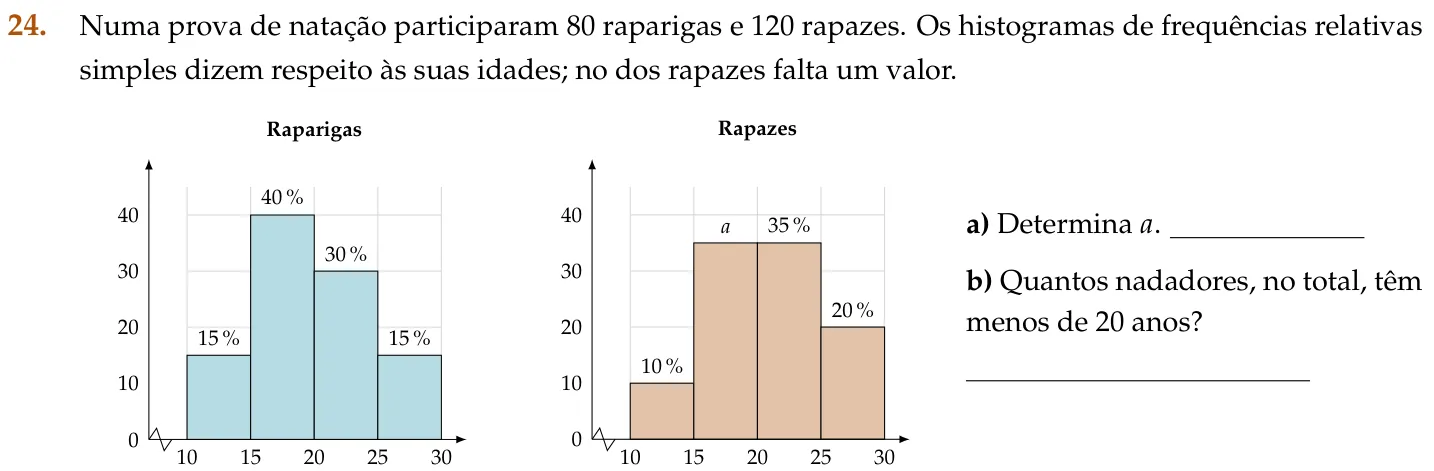 24. Numa prova de natação participaram 80 raparigas e 120 rapazes. Os histogramas de frequências relativas
simples dizem respeito às suas idades; no dos rapazes falta um valor.
Raparigas
40 %
40
30 %
30
20
15 %
15 %
10
0
10 15 20 25 30
Rapazes
40
a
35 %
30
20 %
20
10 %
10
0
10 15 20 25 30
a) Determina a. ______________
b) Quantos nadadores, no total, têm
menos de 20 anos?